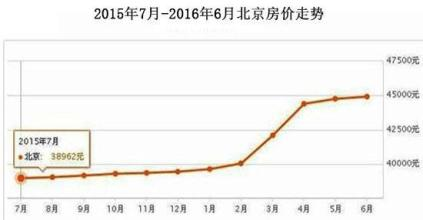 2015年7月-2016年6月北京房价走势
47500元
45000元
42500元
40000元
2015年7月
北京: 38962元
7月 8月 9月 10月 11月 12月 1月 2月 3月 4月 5月 6月